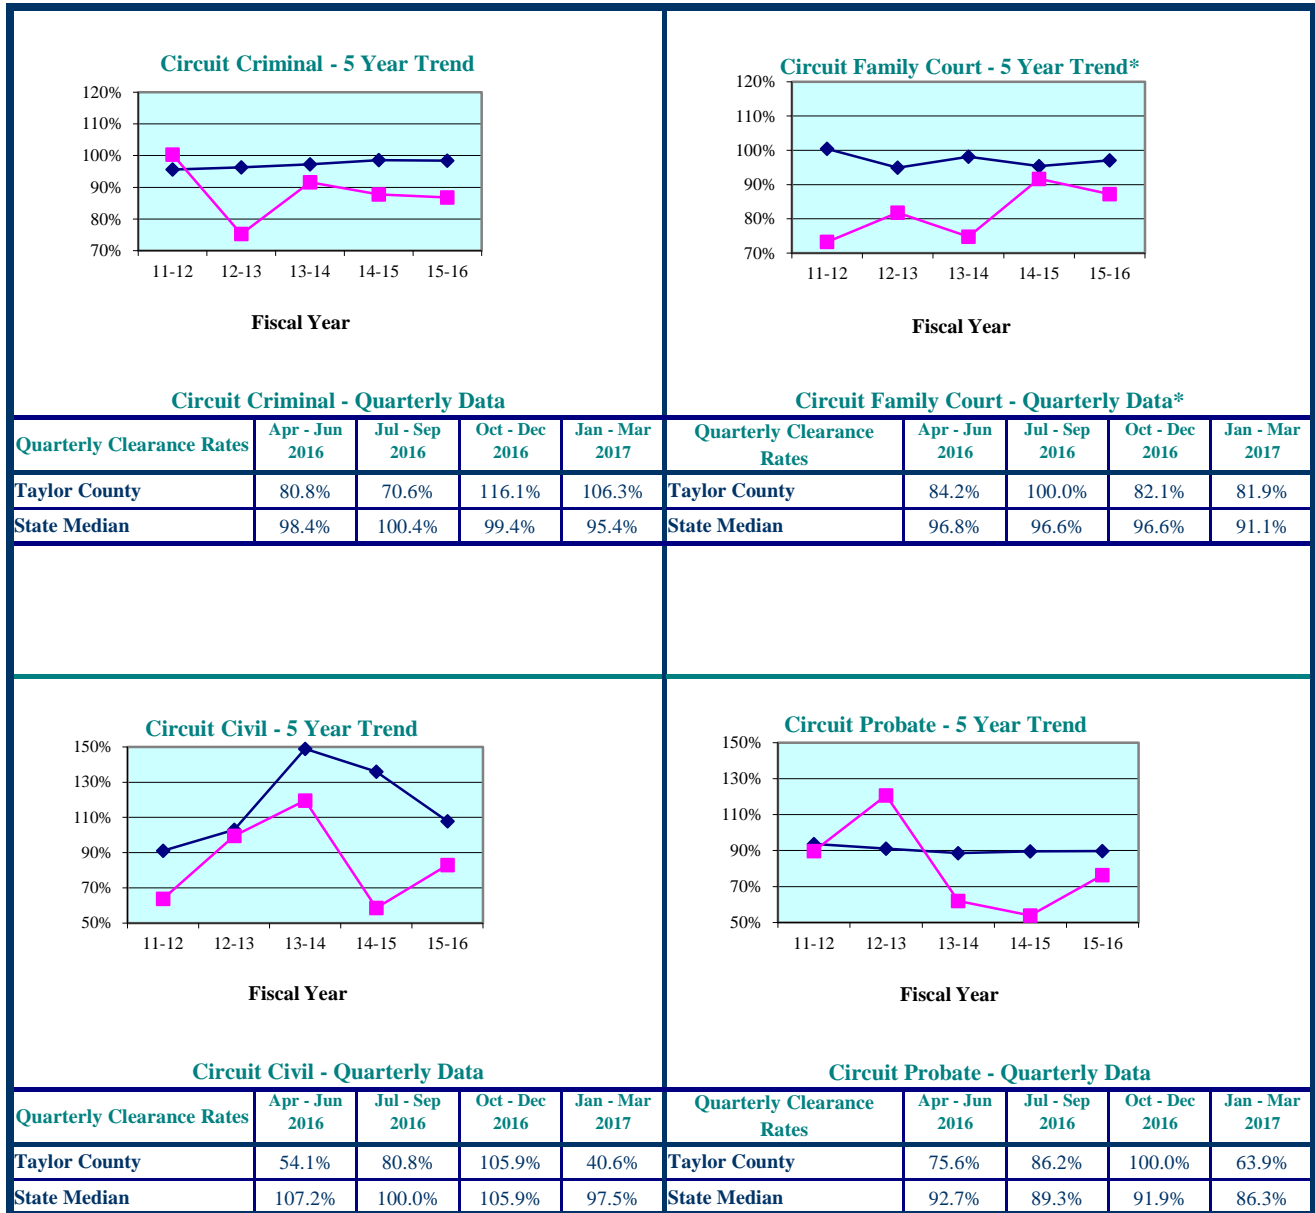 Circuit Criminal - 5 Year Trend
120%
110%
100%
90%
80%
70%
11-12 12-13 13-14 14-15 15-16
Fiscal Year
Circuit Criminal - Quarterly Data
Quarterly Clearance Rates Apr - Jun 2016 Jul - Sep 2016 Oct - Dec 2016 Jan - Mar 2017
Taylor County 80.8% 70.6% 116.1% 106.3%
State Median 98.4% 100.4% 99.4% 95.4%
Circuit Family Court - 5 Year Trend*
120%
110%
100%
90%
80%
70%
11-12 12-13 13-14 14-15 15-16
Fiscal Year
Circuit Family Court - Quarterly Data*
Quarterly Clearance Rates Apr - Jun 2016 Jul - Sep 2016 Oct - Dec 2016 Jan - Mar 2017
Taylor County 84.2% 100.0% 82.1% 81.9%
State Median 96.8% 96.6% 96.6% 91.1%
Circuit Civil - 5 Year Trend
150%
130%
110%
90%
70%
50%
11-12 12-13 13-14 14-15 15-16
Fiscal Year
Circuit Civil - Quarterly Data
Quarterly Clearance Rates Apr - Jun 2016 Jul - Sep 2016 Oct - Dec 2016 Jan - Mar 2017
Taylor County 54.1% 80.8% 105.9% 40.6%
State Median 107.2% 100.0% 105.9% 97.5%
Circuit Probate - 5 Year Trend
150%
130%
110%
90%
70%
50%
11-12 12-13 13-14 14-15 15-16
Fiscal Year
Circuit Probate - Quarterly Data
Quarterly Clearance Rates Apr - Jun 2016 Jul - Sep 2016 Oct - Dec 2016 Jan - Mar 2017
Taylor County 75.6% 86.2% 100.0% 63.9%
State Median 92.7% 89.3% 91.9% 86.3%